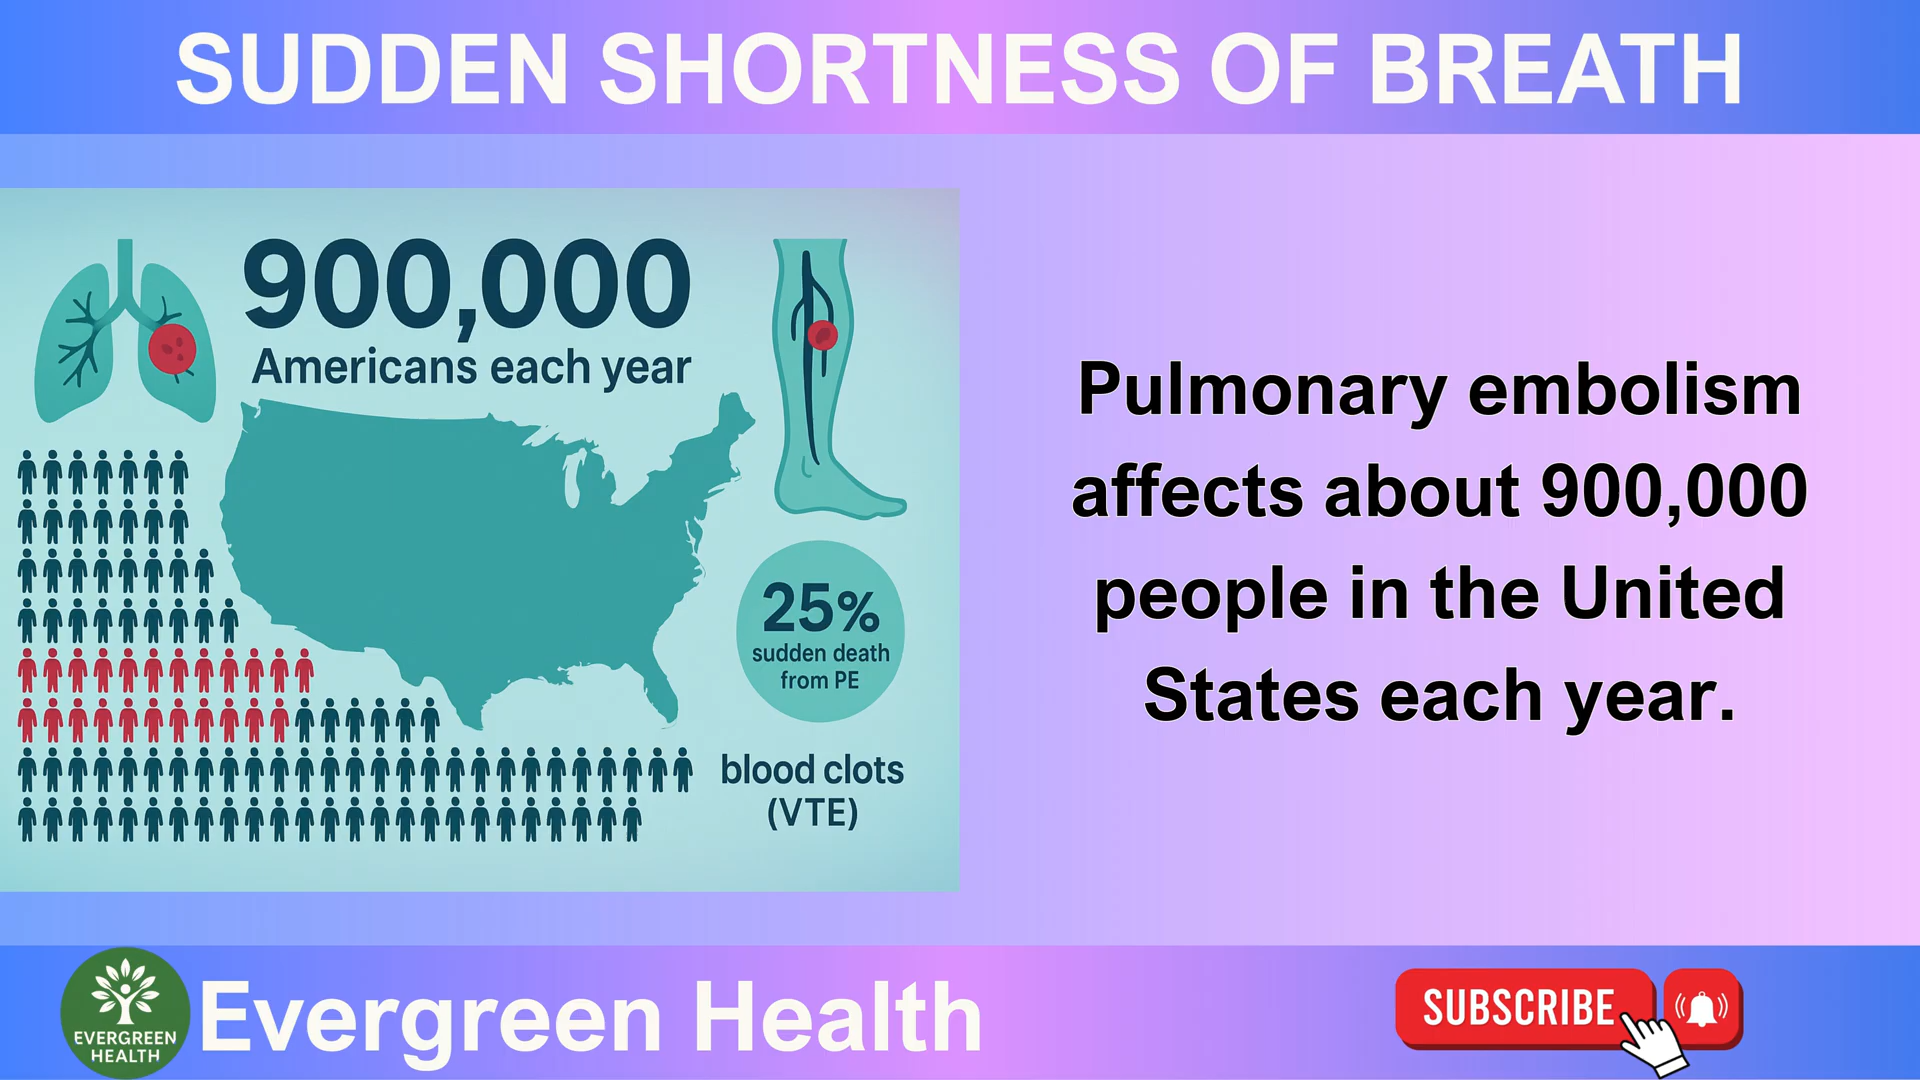 SUDDEN SHORTNESS OF BREATH
900,000
Americans each year
25%
sudden death
from PE
blood clots
(VTE)
Pulmonary embolism
affects about 900,000
people in the United
States each year.
EVERGREEN
HEALTH
Evergreen Health
SUBSCRIBE